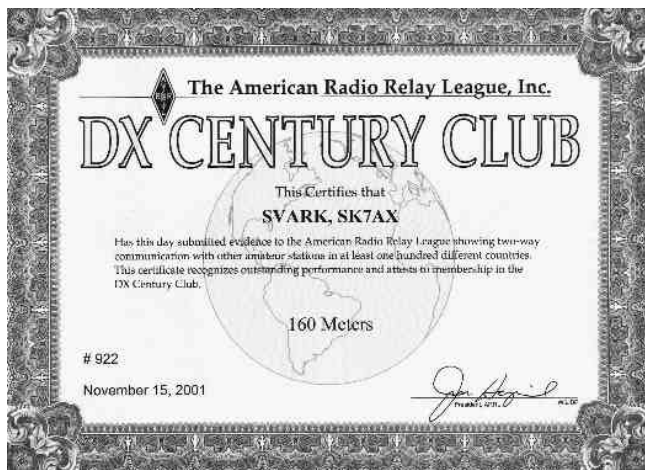 The American Radio Relay League, Inc.
DX CENTURY CLUB
This Certifies that
SVARK, SK7AX
Has this day submitted evidence to the American Radio Relay League showing two-way
communication with other amateur stations in at least one hundred different countries.
This certificate recognizes outstanding performance and attests to membership in the
DX Century Club.
160 Meters
# 922
November 15, 2001
President, ARRL